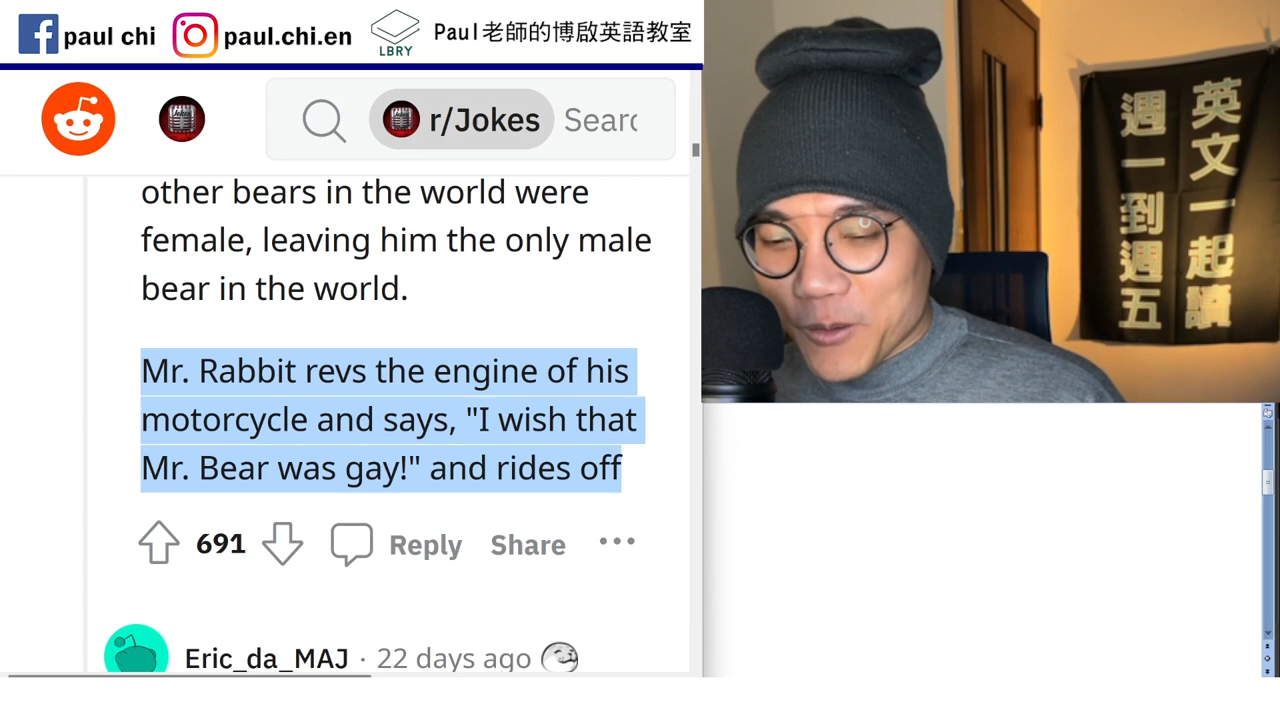 paul chi
paul.chi.en
LBRY
Paul老師的博啟英語教室
r/Jokes
Searc
other bears in the world were
female, leaving him the only male
bear in the world.
Mr. Rabbit revs the engine of his
motorcycle and says, "I wish that
Mr. Bear was gay!" and rides off
691
Reply
Share
Eric_da_MAJ · 22 days ago
英文一起讀
週一到週五